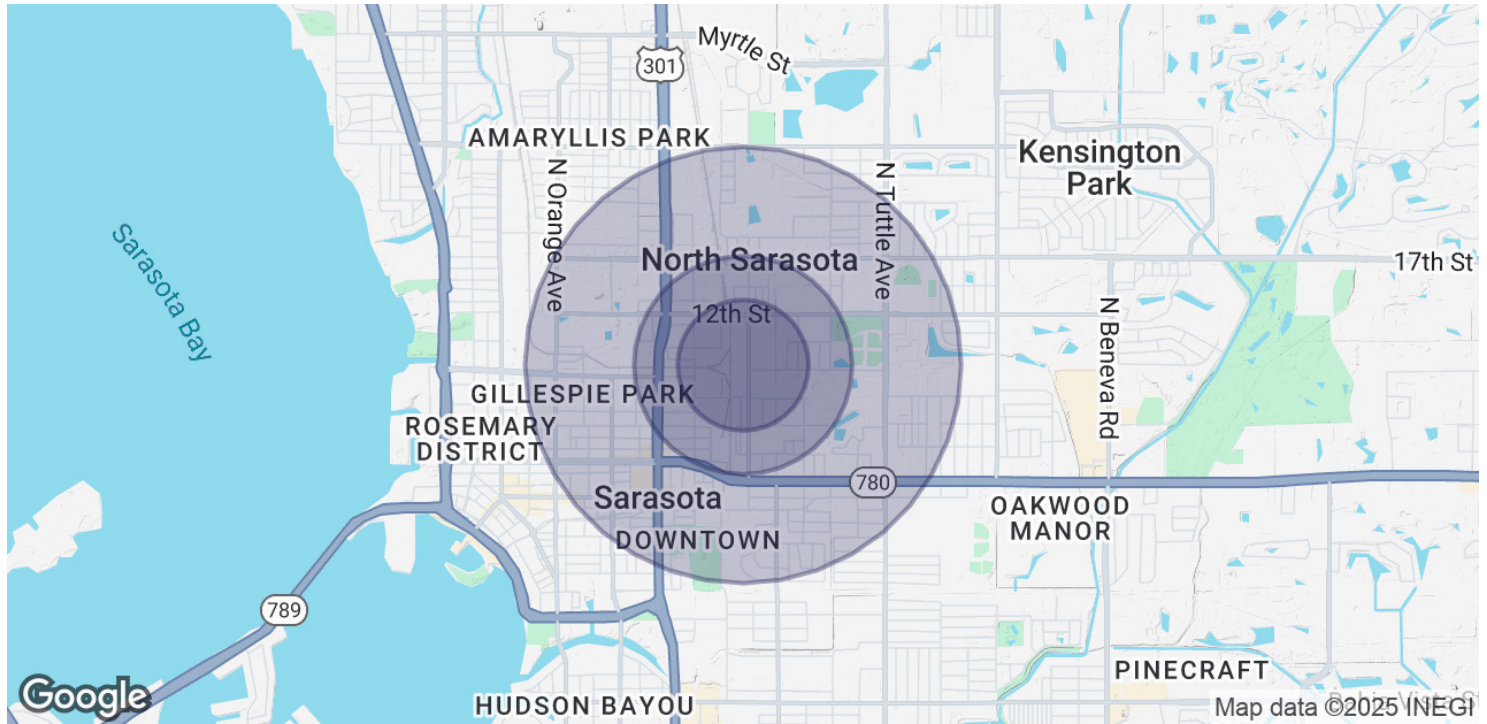 Myrtle St
301
AMARYLLIS PARK
Kensington
Park
N Orange Ave
N Tuttle Ave
Sarasota Bay
North Sarasota
17th St
12th St
N Beneva Rd
GILLESPIE PARK
ROSEMARY
DISTRICT
780
Sarasota
OAKWOOD
MANOR
DOWNTOWN
789
PINECRAFT
Google
HUDSON BAYOU
Map data ©2025 INEGI